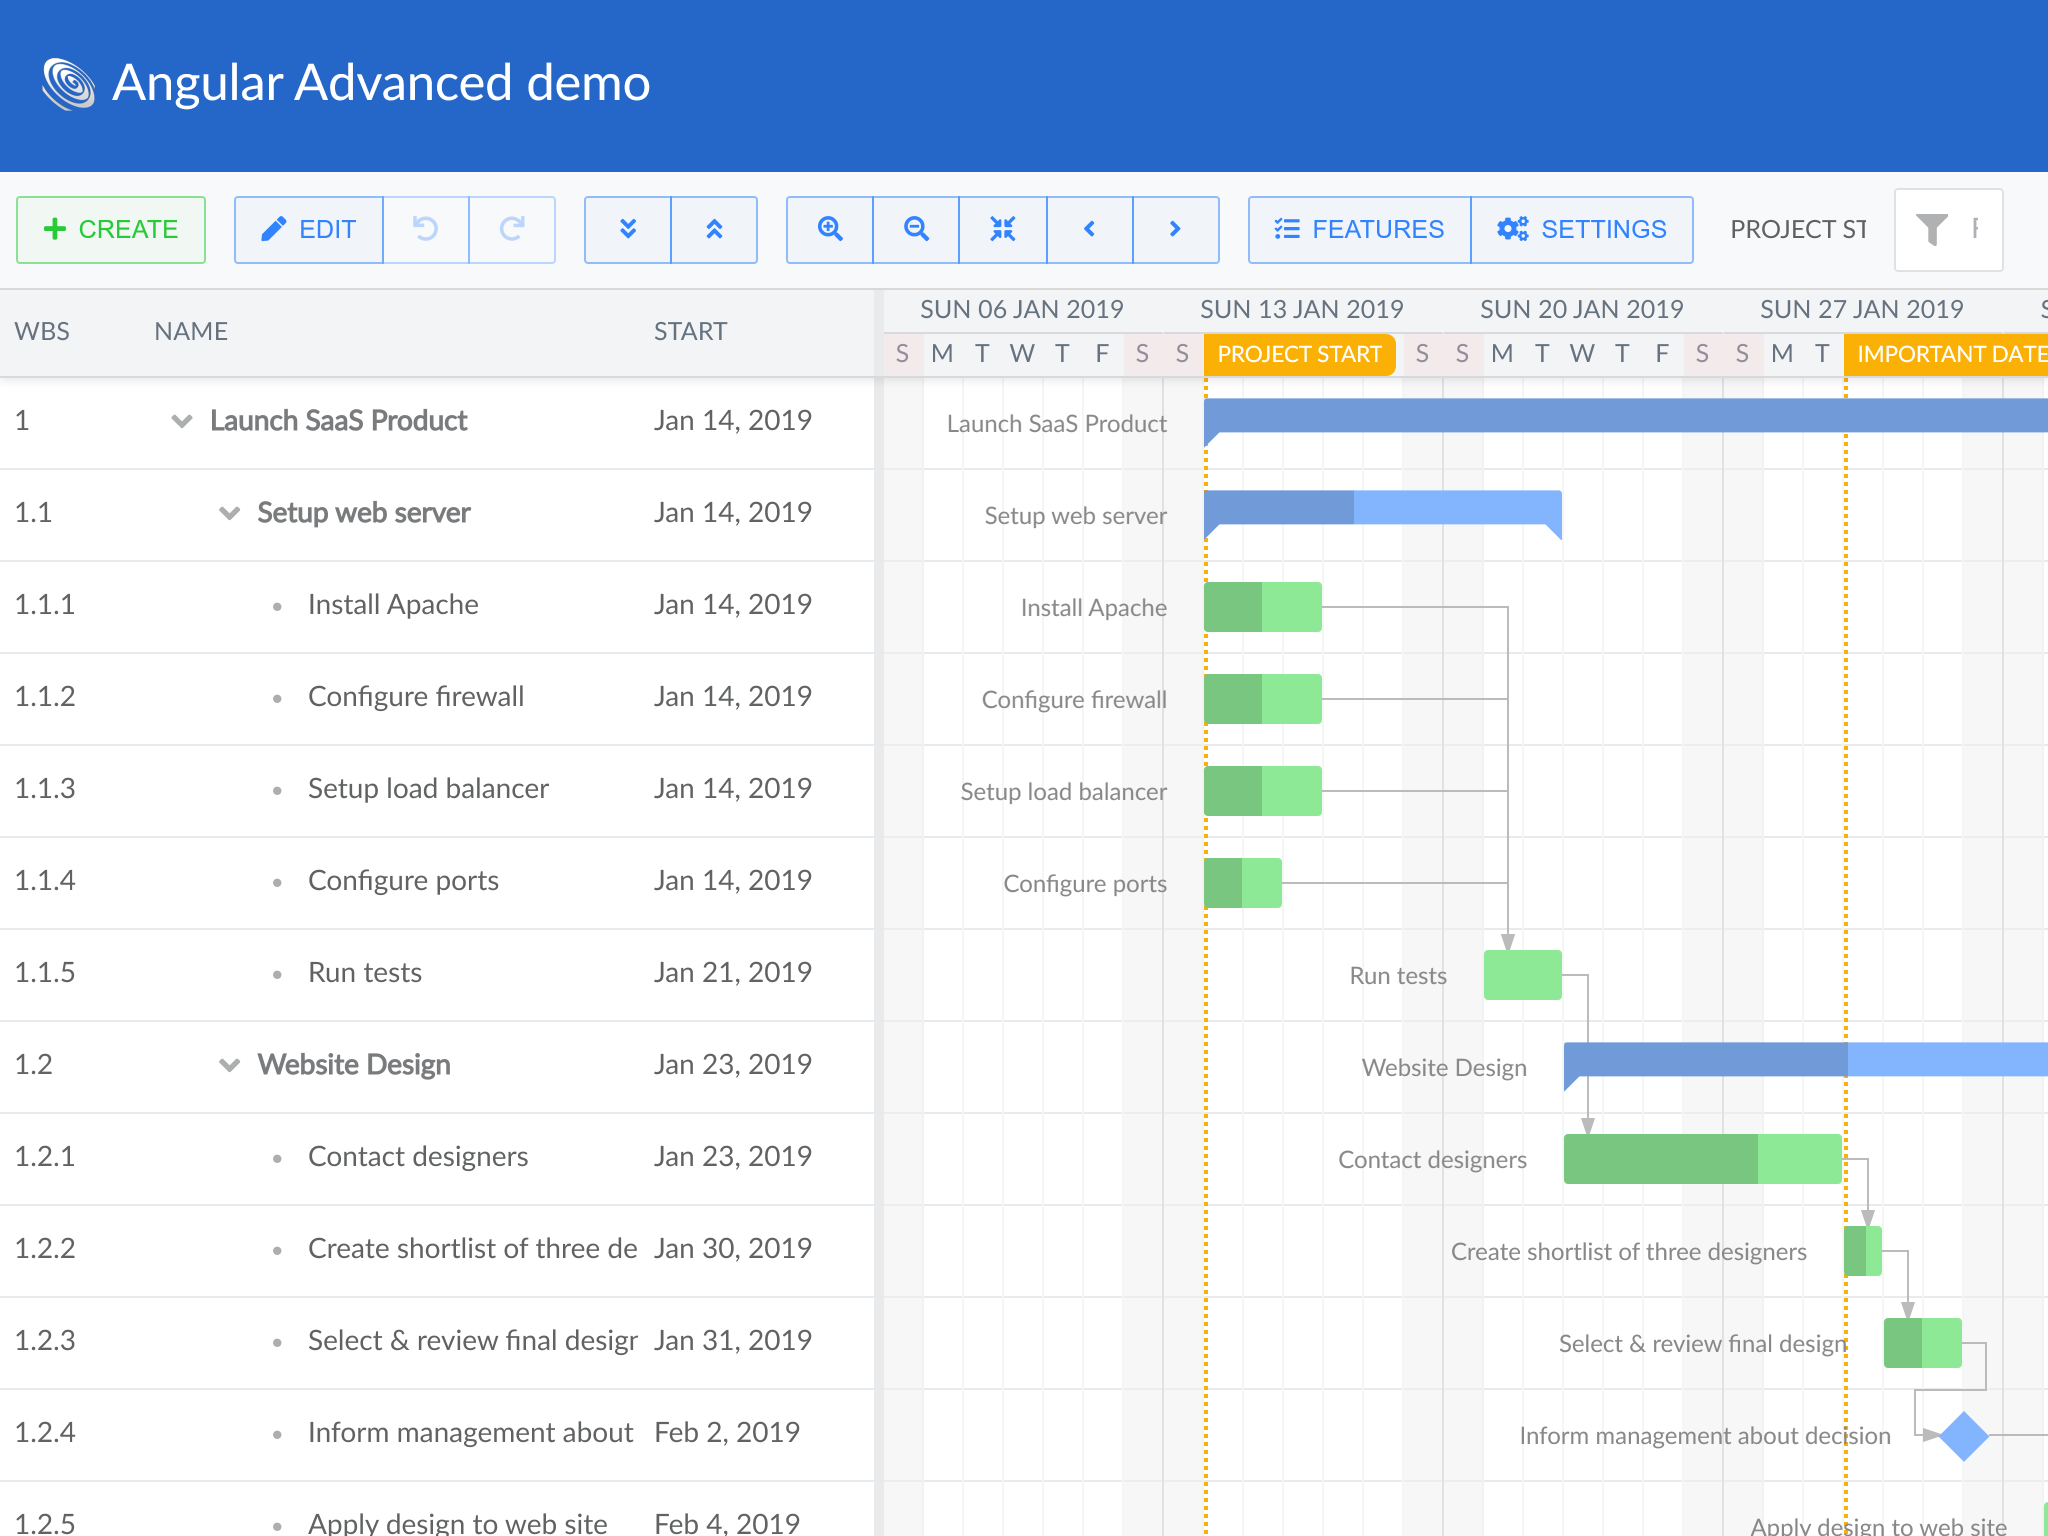 Angular Advanced demo
CREATE
EDIT
FEATURES
SETTINGS
PROJECT ST
WBS NAME START
SUN 06 JAN 2019 SUN 13 JAN 2019 SUN 20 JAN 2019 SUN 27 JAN 2019
S M T W T F S S PROJECT START S S M T W T F S S M T IMPORTANT DATE
1 Launch SaaS Product Jan 14, 2019 Launch SaaS Product
1.1 Setup web server Jan 14, 2019 Setup web server
1.1.1 Install Apache Jan 14, 2019 Install Apache
1.1.2 Configure firewall Jan 14, 2019 Configure firewall
1.1.3 Setup load balancer Jan 14, 2019 Setup load balancer
1.1.4 Configure ports Jan 14, 2019 Configure ports
1.1.5 Run tests Jan 21, 2019 Run tests
1.2 Website Design Jan 23, 2019 Website Design
1.2.1 Contact designers Jan 23, 2019 Contact designers
1.2.2 Create shortlist of three de Jan 30, 2019 Create shortlist of three designers
1.2.3 Select & review final design Jan 31, 2019 Select & review final design
1.2.4 Inform management about Feb 2, 2019 Inform management about decision
1.2.5 Apply design to web site Feb 4, 2019 Apply design to web site